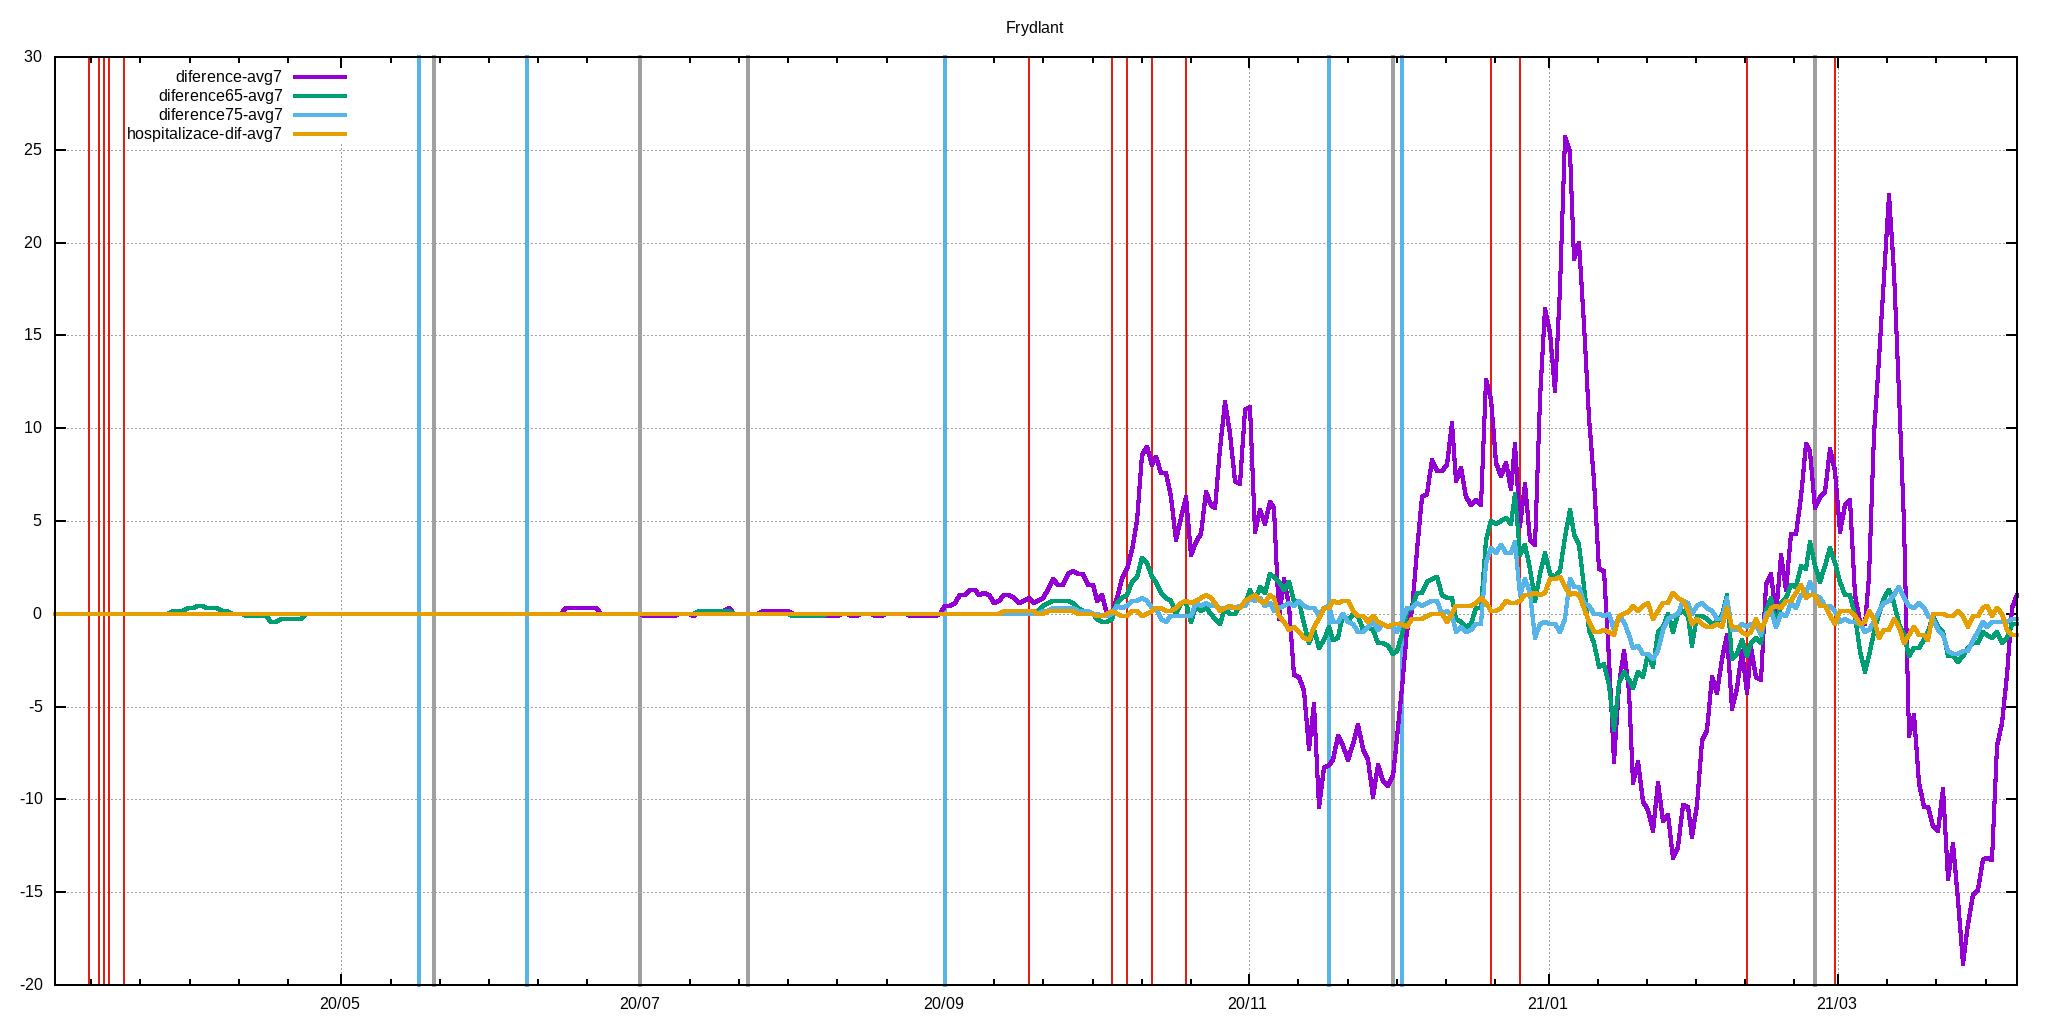 Frydlant
30
diference-avg7
diference65-avg7
diference75-avg7
hospitalizace-dif-avg7
25
20
15
10
5
0
-5
-10
-15
-20
20/05 20/07 20/09 20/11 21/01 21/03